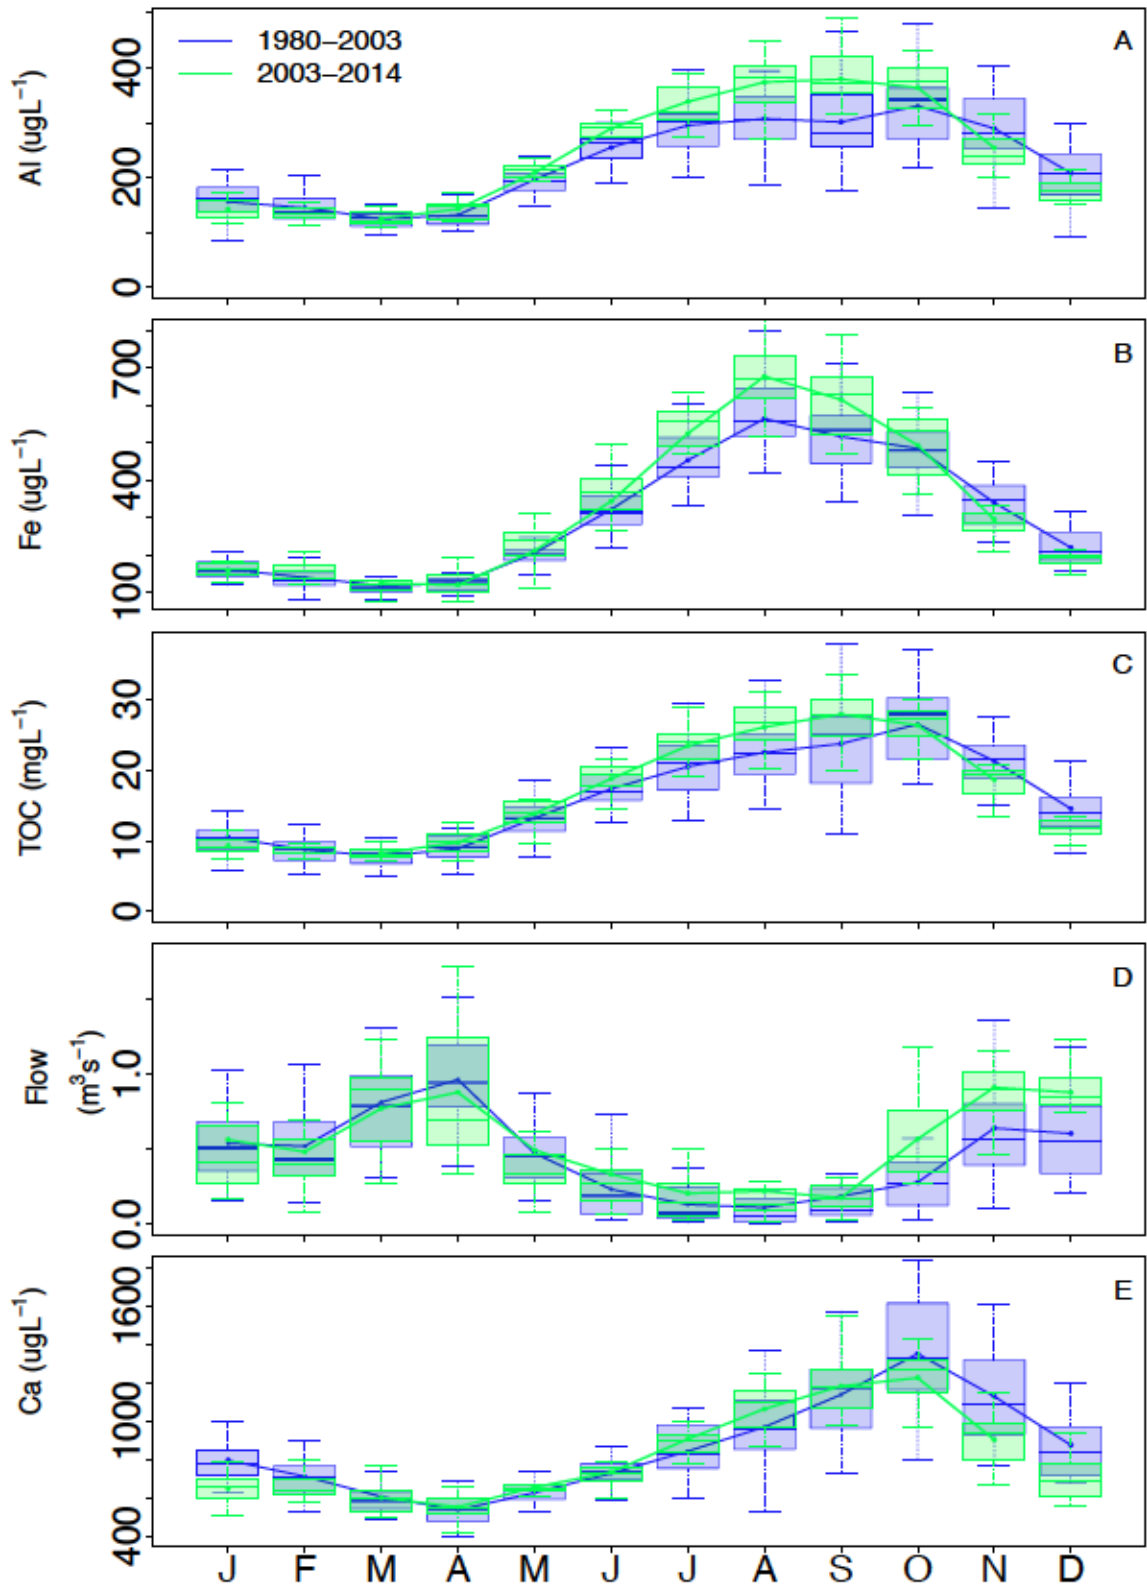 1980−2003
2003−2014
A
Al (ugL−1)
400
200
0
B
Fe (ugL−1)
700
400
100
C
TOC (mgL−1)
30
20
10
0
D
Flow
(m3s−1)
1.0
0.0
E
Ca (ugL−1)
1600
1000
400
J F M A M J J A S O N D